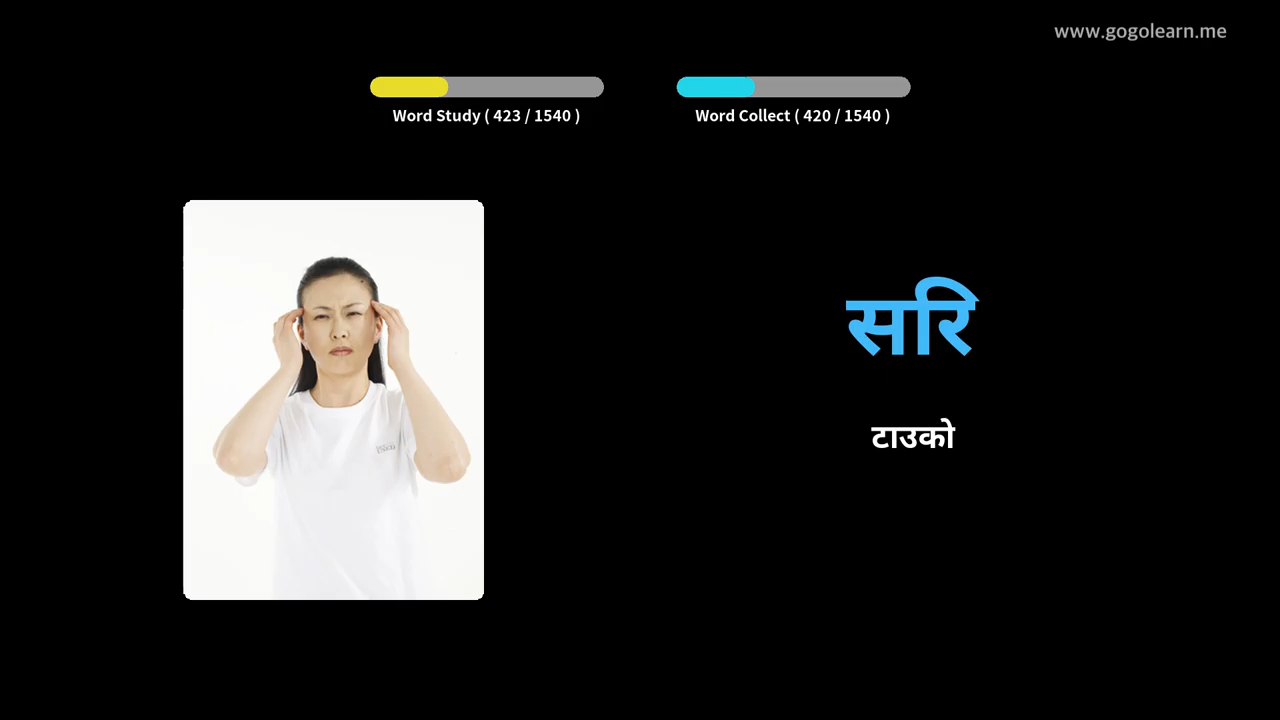 www.gogolearn.me
Word Study ( 423 / 1540 )
Word Collect ( 420 / 1540 )
सरि
टाउको